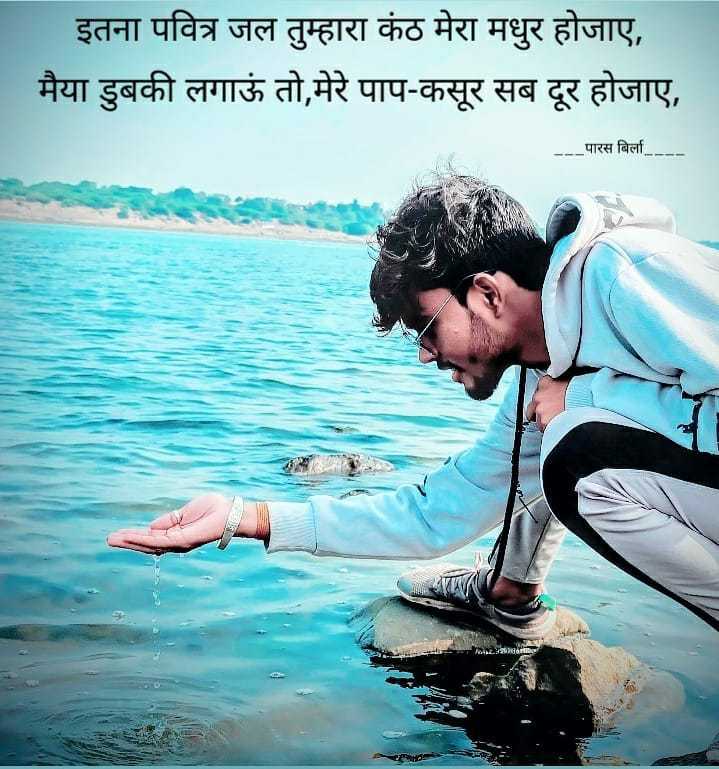 इतना पवित्र जल तुम्हारा कंठ मेरा मधुर होजाए,
मैया डुबकी लगाऊं तो,मेरे पाप-कसूर सब दूर होजाए,
___पारस बिर्ला____